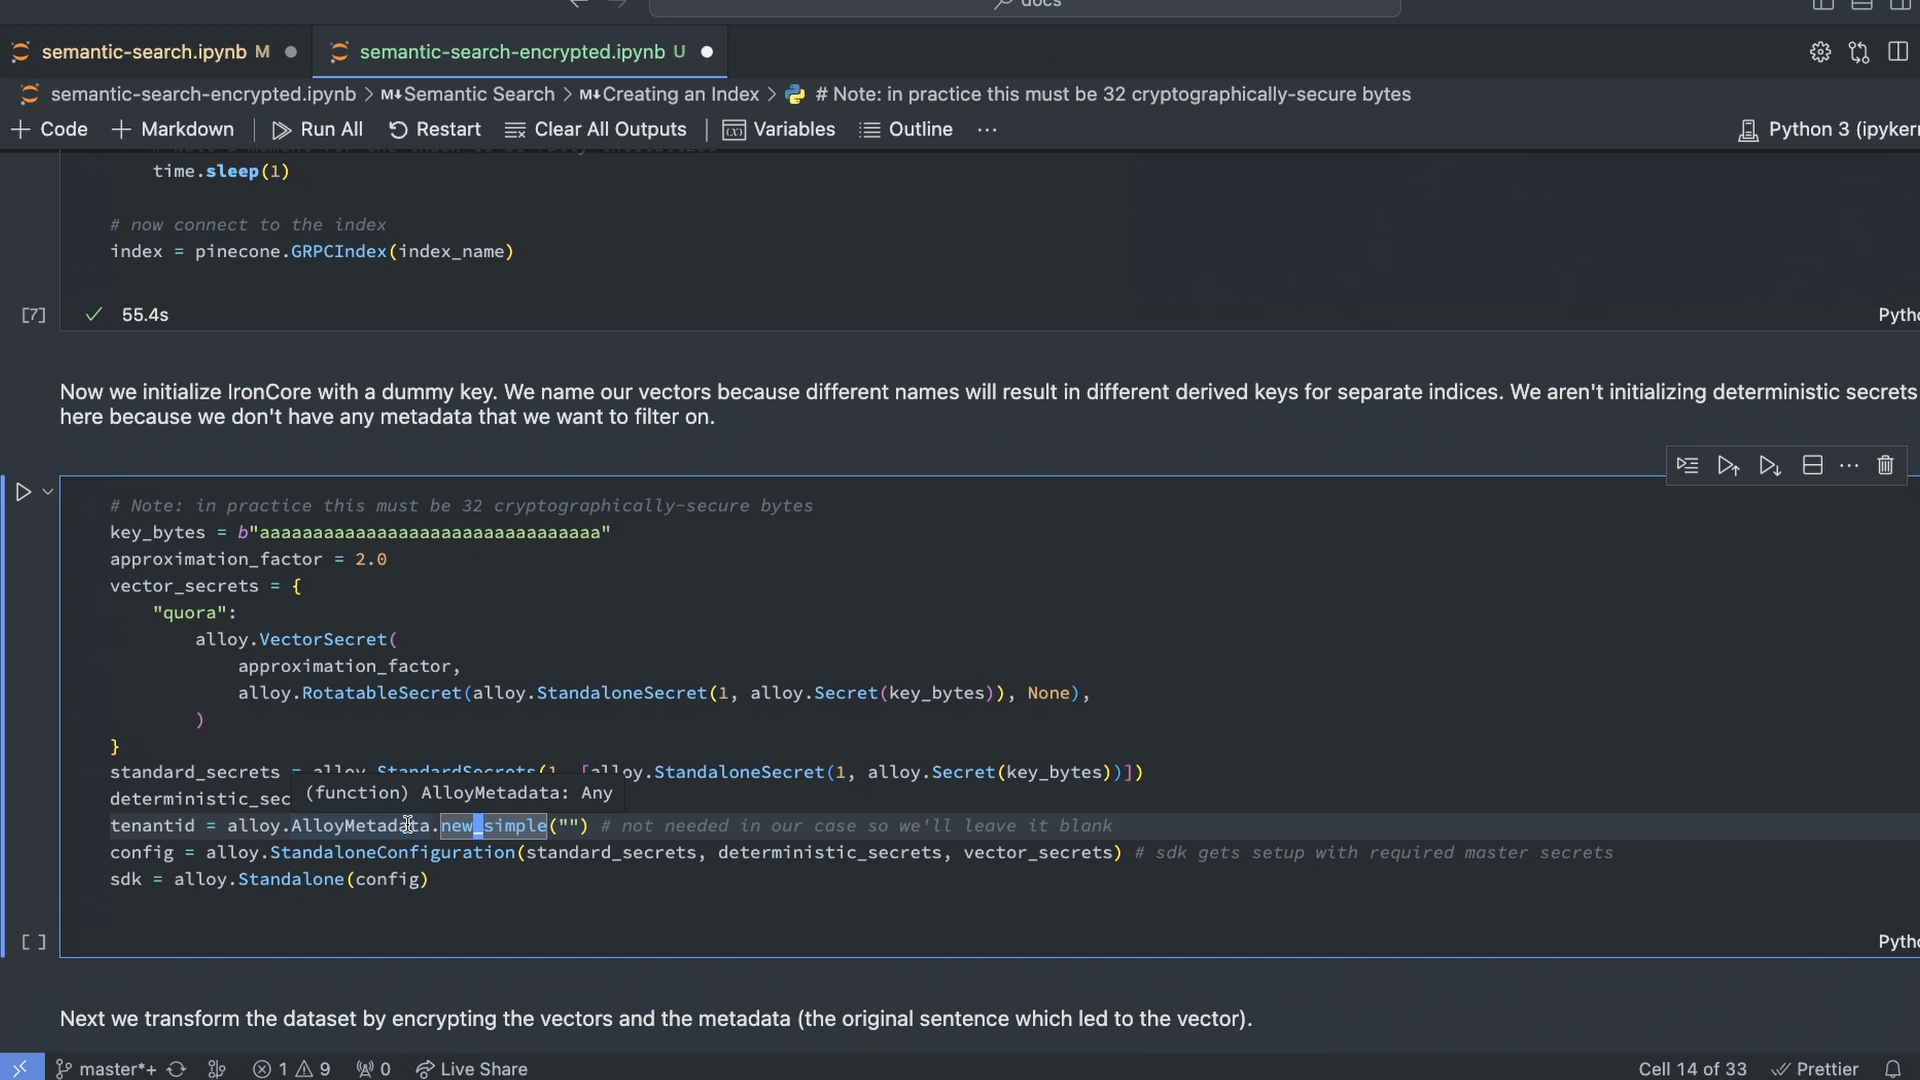 docs
semantic-search.ipynb M
semantic-search-encrypted.ipynb U
semantic-search-encrypted.ipynb > M↓Semantic Search > M↓Creating an Index > # Note: in practice this must be 32 cryptographically-secure bytes
+ Code + Markdown Run All Restart Clear All Outputs Variables Outline ... Python 3 (ipyker
time.sleep(1)
# now connect to the index
index = pinecone.GRPCIndex(index_name)
[7] ✓ 55.4s Pytho
Now we initialize IronCore with a dummy key. We name our vectors because different names will result in different derived keys for separate indices. We aren't initializing deterministic secrets
here because we don't have any metadata that we want to filter on.
# Note: in practice this must be 32 cryptographically-secure bytes
key_bytes = b"aaaaaaaaaaaaaaaaaaaaaaaaaaaaaaaa"
approximation_factor = 2.0
vector_secrets = {
"quora":
alloy.VectorSecret(
approximation_factor,
alloy.RotatableSecret(alloy.StandaloneSecret(1, alloy.Secret(key_bytes)), None),
)
}
standard_secrets = alloy.StandardSecrets(1, [alloy.StandaloneSecret(1, alloy.Secret(key_bytes))])
(function) AlloyMetadata: Any
deterministic_sec
tenantid = alloy.AlloyMetadata.new_simple("") # not needed in our case so we'll leave it blank
config = alloy.StandaloneConfiguration(standard_secrets, deterministic_secrets, vector_secrets) # sdk gets setup with required master secrets
sdk = alloy.Standalone(config)
[ ] Pytho
Next we transform the dataset by encrypting the vectors and the metadata (the original sentence which led to the vector).
master*+ 1 9 0 Live Share Cell 14 of 33 Prettier